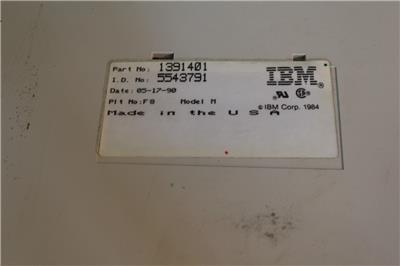 Part No: 1391401
I.D. No: 5543791
Date: 05-17-90
Plt No: F8 Model M
Made in the USA
IBM
© IBM Corp. 1984